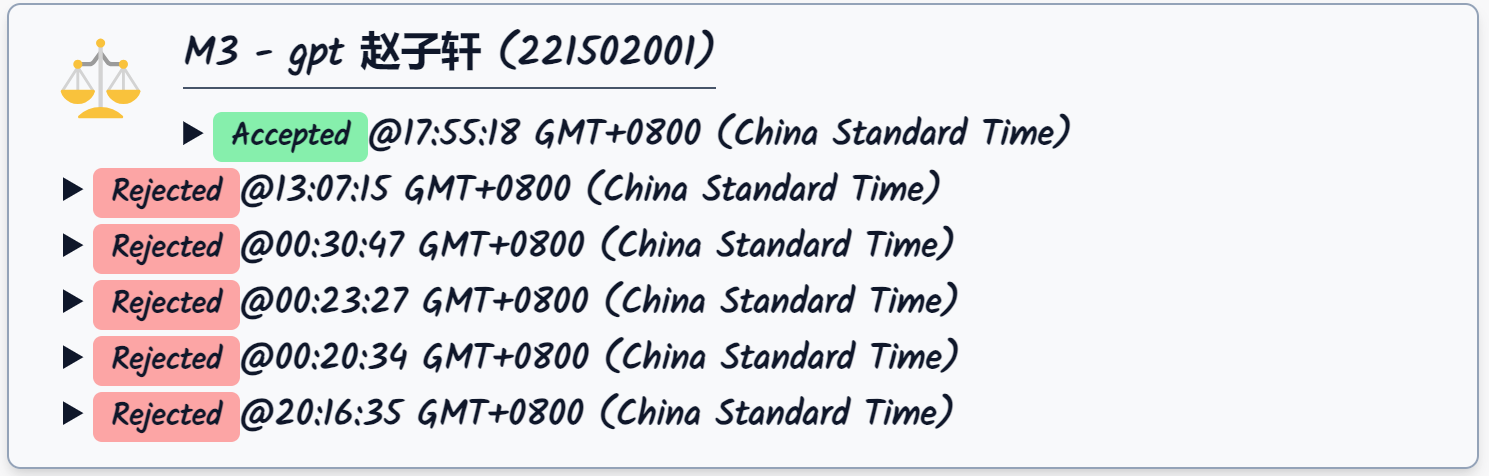 M3 - gpt 赵子轩 (221502001)
Accepted @17:55:18 GMT+0800 (China Standard Time)
Rejected @13:07:15 GMT+0800 (China Standard Time)
Rejected @00:30:47 GMT+0800 (China Standard Time)
Rejected @00:23:27 GMT+0800 (China Standard Time)
Rejected @00:20:34 GMT+0800 (China Standard Time)
Rejected @20:16:35 GMT+0800 (China Standard Time)